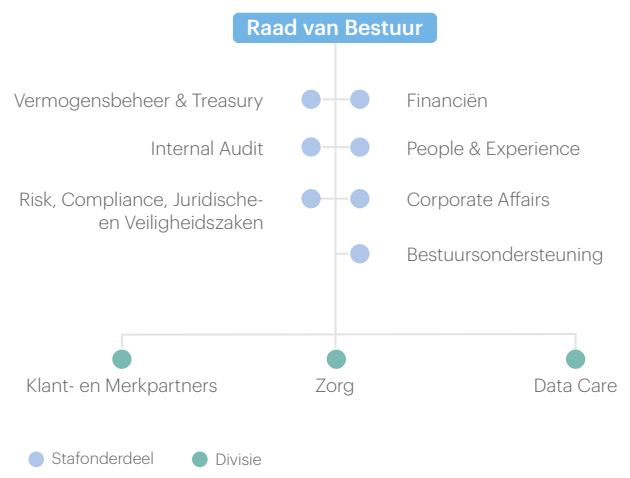 Raad van Bestuur
Vermogensbeheer & Treasury
Financiën
Internal Audit
People & Experience
Risk, Compliance, Juridische-
en Veiligheidszaken
Corporate Affairs
Bestuursondersteuning
Klant- en Merkpartners
Zorg
Data Care
Stafonderdeel
Divisie